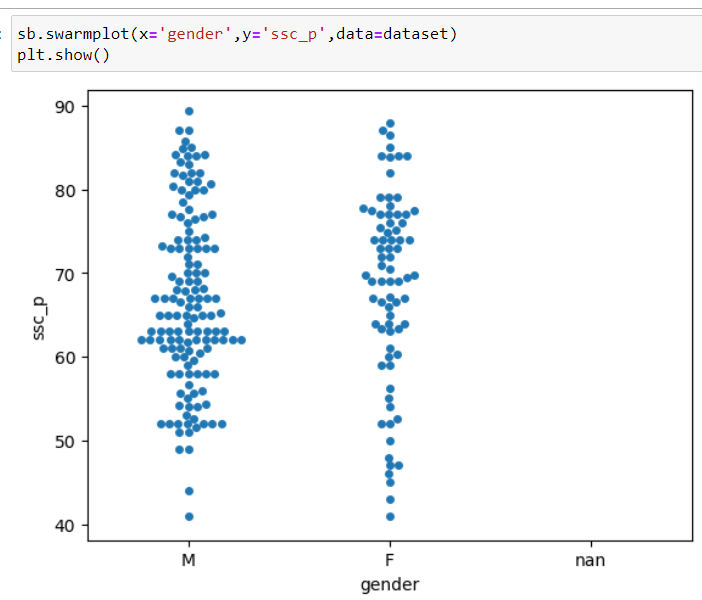 sb.swarmplot(x='gender',y='ssc_p',data=dataset)
plt.show()
90
80
70
60
50
40
ssc_p
M F nan
gender